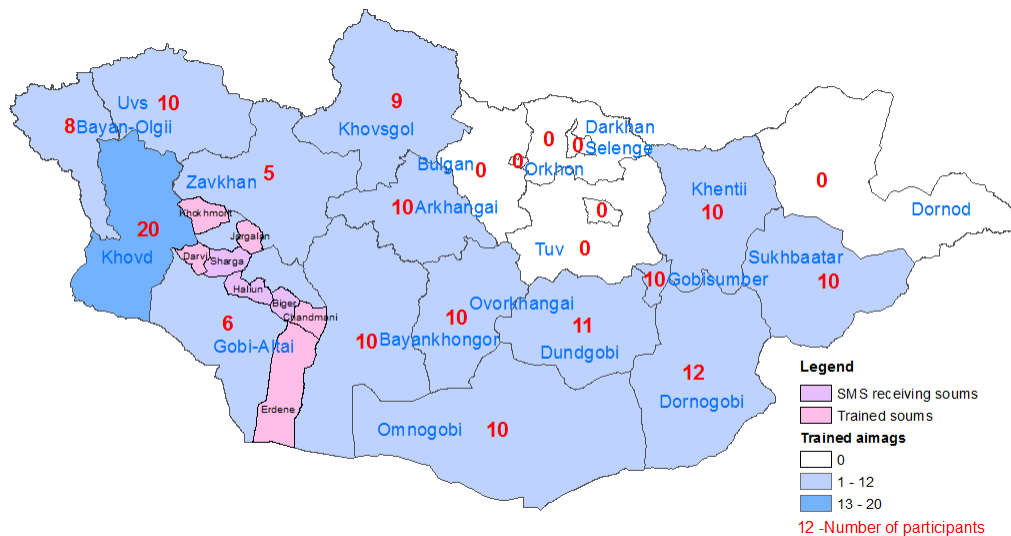 9
Khovsgol
Uvs 10
8 Bayan-Olgii
Zavkhan 5
20
Khovd
Khokhmorit
Jargalan
Darvi
Sharga
Haliun
Biger
Chandmani
Erdene
6
Gobi-Altai
10 Arkhangai
Bulgan
0
0
Orkhon
0
0
Darkhan
Selenge
0
Tuv 0
Khentii
10
0
Dornod
Sukhbaatar
10
10 Gobisumber
Ovorkhangai
10
10 Bayankhongor
11
Dundgobi
12
Dornogobi
Omnogobi 10
Legend
SMS receiving soums
Trained soums
Trained aimags
0
1 - 12
13 - 20
12 -Number of participants